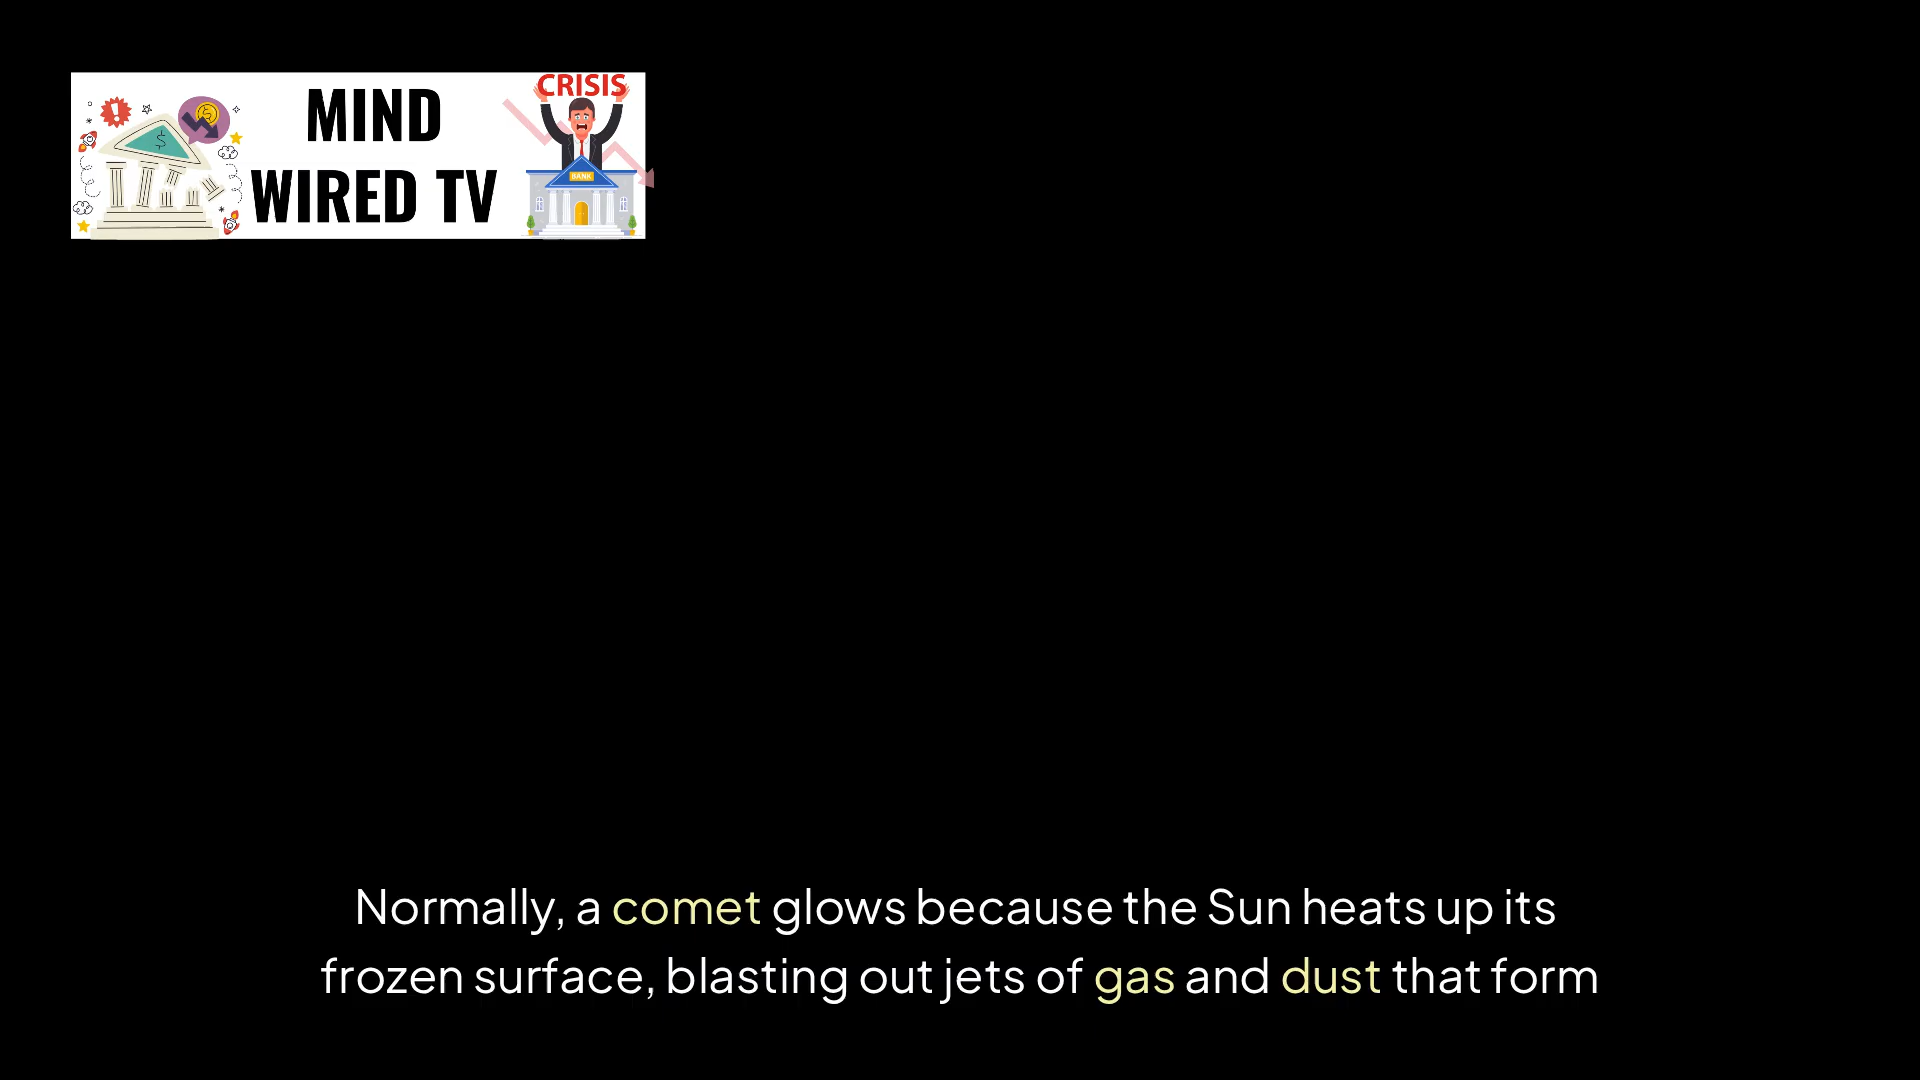 CRISIS
MIND
WIRED TV
BANK
Normally, a comet glows because the Sun heats up its
frozen surface, blasting out jets of gas and dust that form